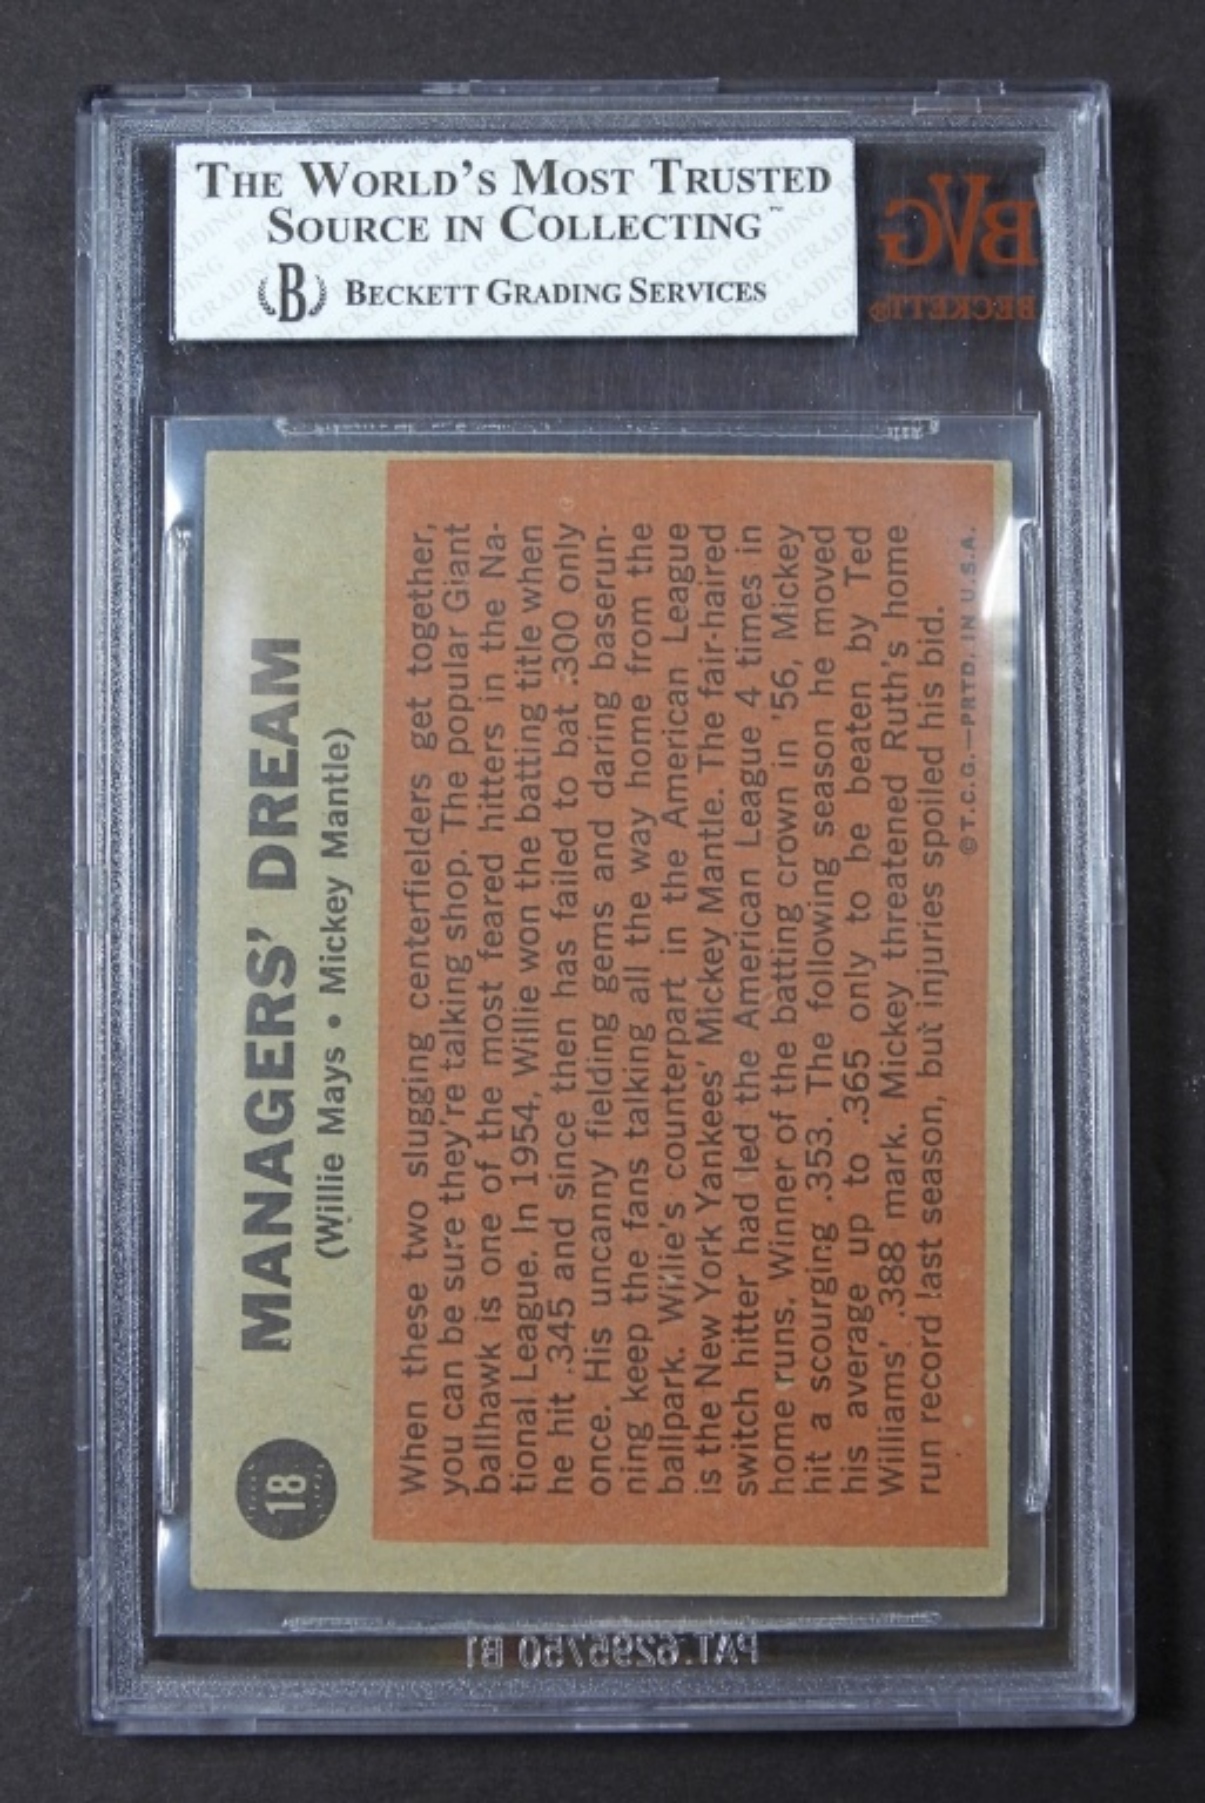 THE WORLD'S MOST TRUSTED
SOURCE IN COLLECTING™
B BECKETT GRADING SERVICES
BVG
BECKETT®
18
MANAGERS' DREAM
(Willie Mays • Mickey Mantle)
When these two slugging centerfielders get together,
you can be sure they're talking shop. The popular Giant
ballhawk is one of the most feared hitters in the Na-
tional League. In 1954, Willie won the batting title when
he hit .345 and since then has failed to bat .300 only
once. His uncanny fielding gems and daring baserun-
ning keep the fans talking all the way home from the
ballpark. Willie's counterpart in the American League
is the New York Yankees' Mickey Mantle. The fair-haired
switch hitter had led the American League 4 times in
home runs. Winner of the batting crown in '56, Mickey
hit a scourging .353. The following season he moved
his average up to .365 only to be beaten by Ted
Williams' .388 mark. Mickey threatened Ruth's home
run record last season, but injuries spoiled his bid.
©T.C.G.—PRTD. IN U.S.A.
PAT. 6295750 B1